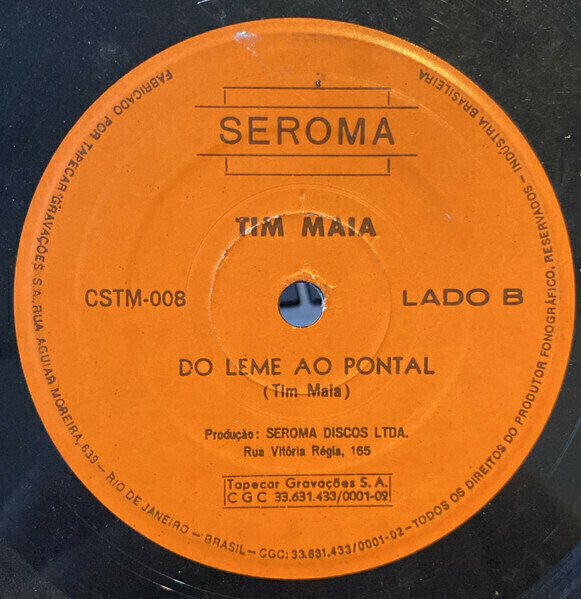 SEROMA
TIM MAIA
CSTM-008
LADO B
DO LEME AO PONTAL
(Tim Maia)
Produção: SEROMA DISCOS LTDA.
Rua Vitória Régia, 165
Tapecar Gravações S.A.
CGC 33.631.433/0001-02
FABRICADO POR TAPECAR GRAVAÇÕES S.A. RUA AGUIAR MOREIRA, 639 - RIO DE JANEIRO - BRASIL - CGC: 33.631.433/0001-02 - TODOS OS DIREITOS DO PRODUTOR FONOGRÁFICO, RESERVADOS - INDÚSTRIA BRASILEIRA